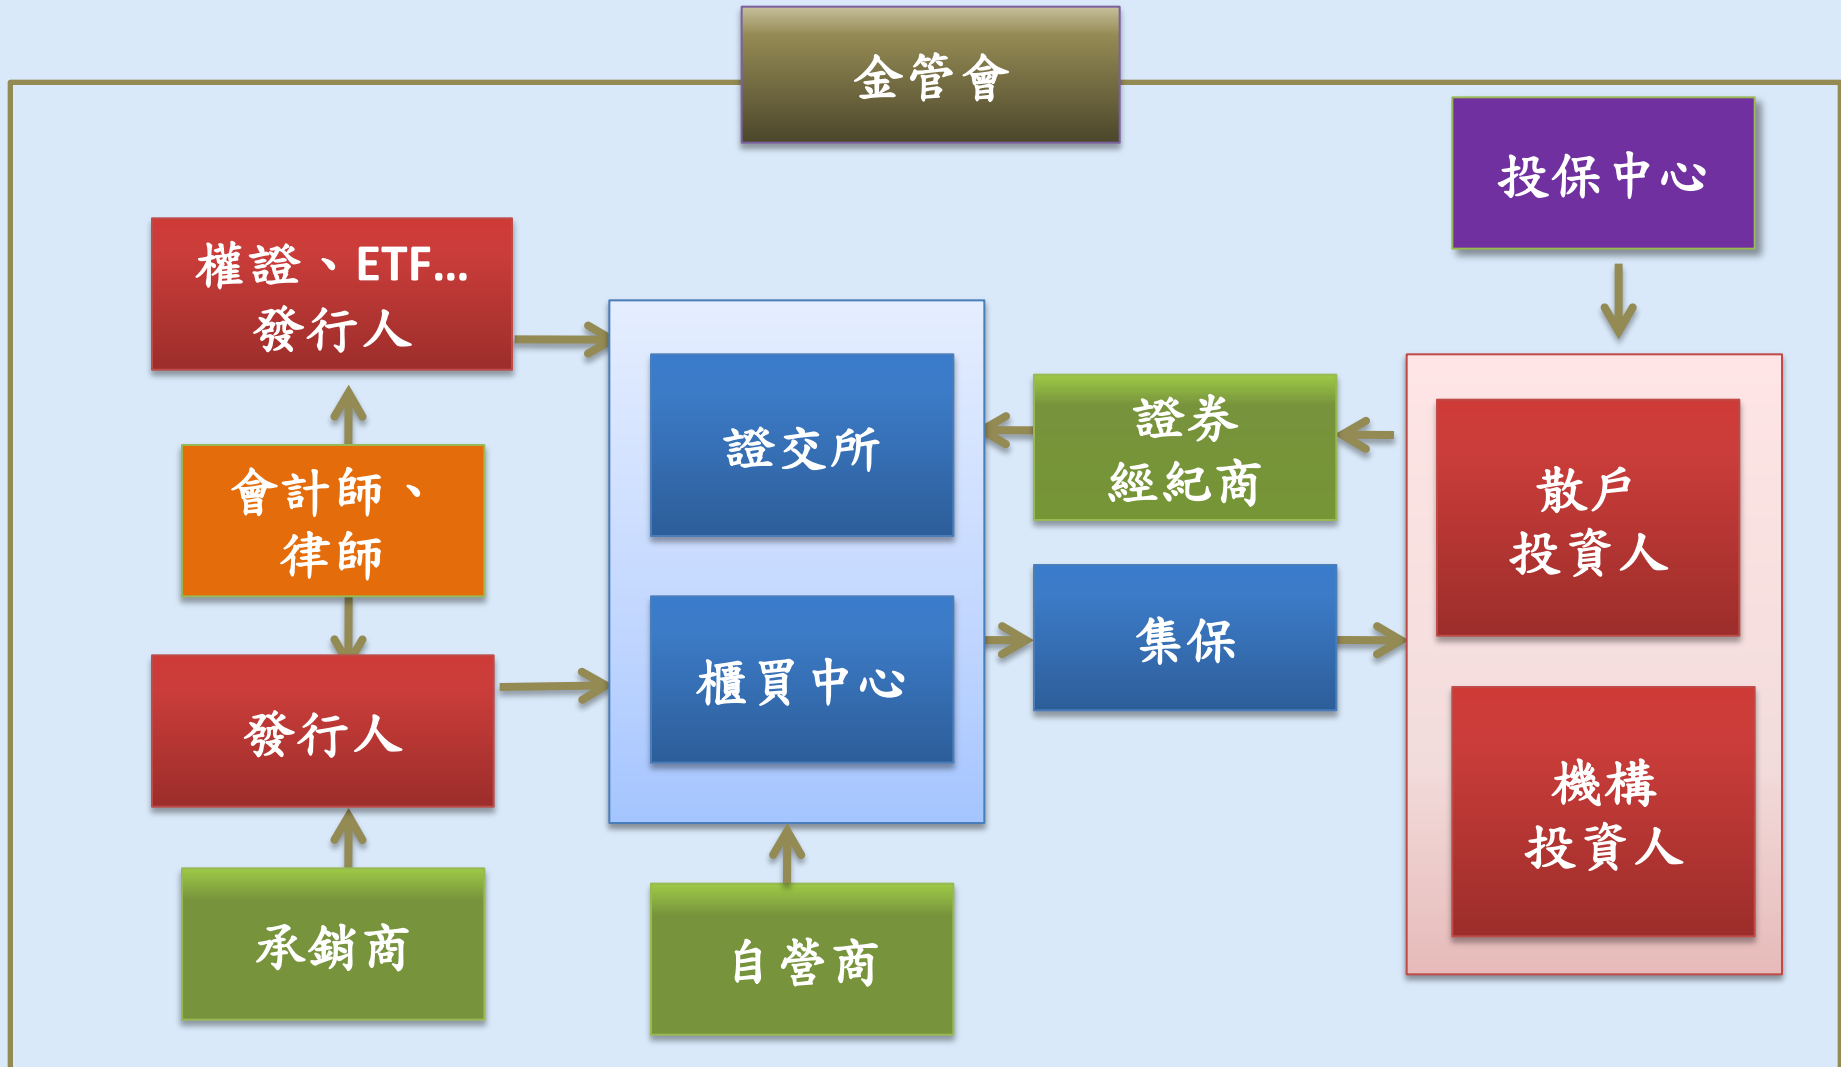 金管會
投保中心
權證、ETF...
發行人
會計師、
律師
發行人
承銷商
證交所
櫃買中心
自營商
證券
經紀商
集保
散戶
投資人
機構
投資人